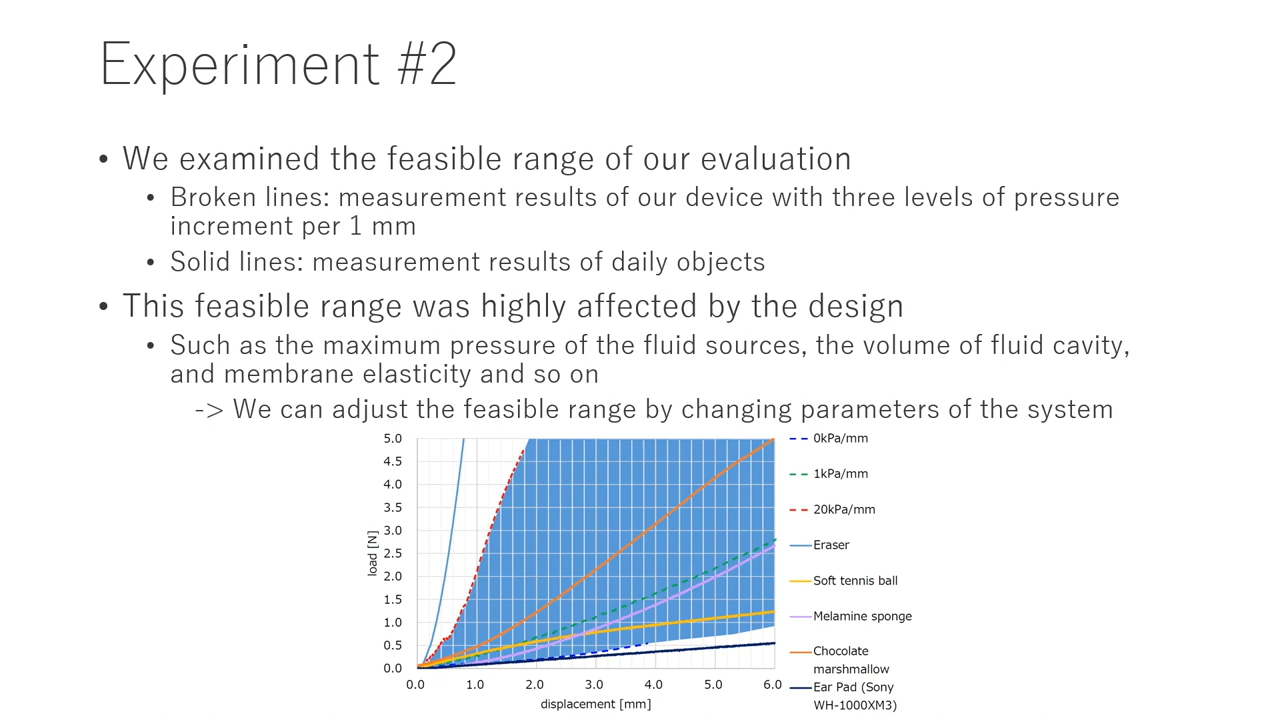 Experiment #2
• We examined the feasible range of our evaluation
• Broken lines: measurement results of our device with three levels of pressure
increment per 1 mm
• Solid lines: measurement results of daily objects
• This feasible range was highly affected by the design
• Such as the maximum pressure of the fluid sources, the volume of fluid cavity,
and membrane elasticity and so on
-> We can adjust the feasible range by changing parameters of the system
5.0
4.5
4.0
3.5
3.0
2.5
2.0
1.5
1.0
0.5
0.0
load [N]
0.0 1.0 2.0 3.0 4.0 5.0 6.0
displacement [mm]
0kPa/mm
1kPa/mm
20kPa/mm
Eraser
Soft tennis ball
Melamine sponge
Chocolate
marshmallow
Ear Pad (Sony
WH-1000XM3)